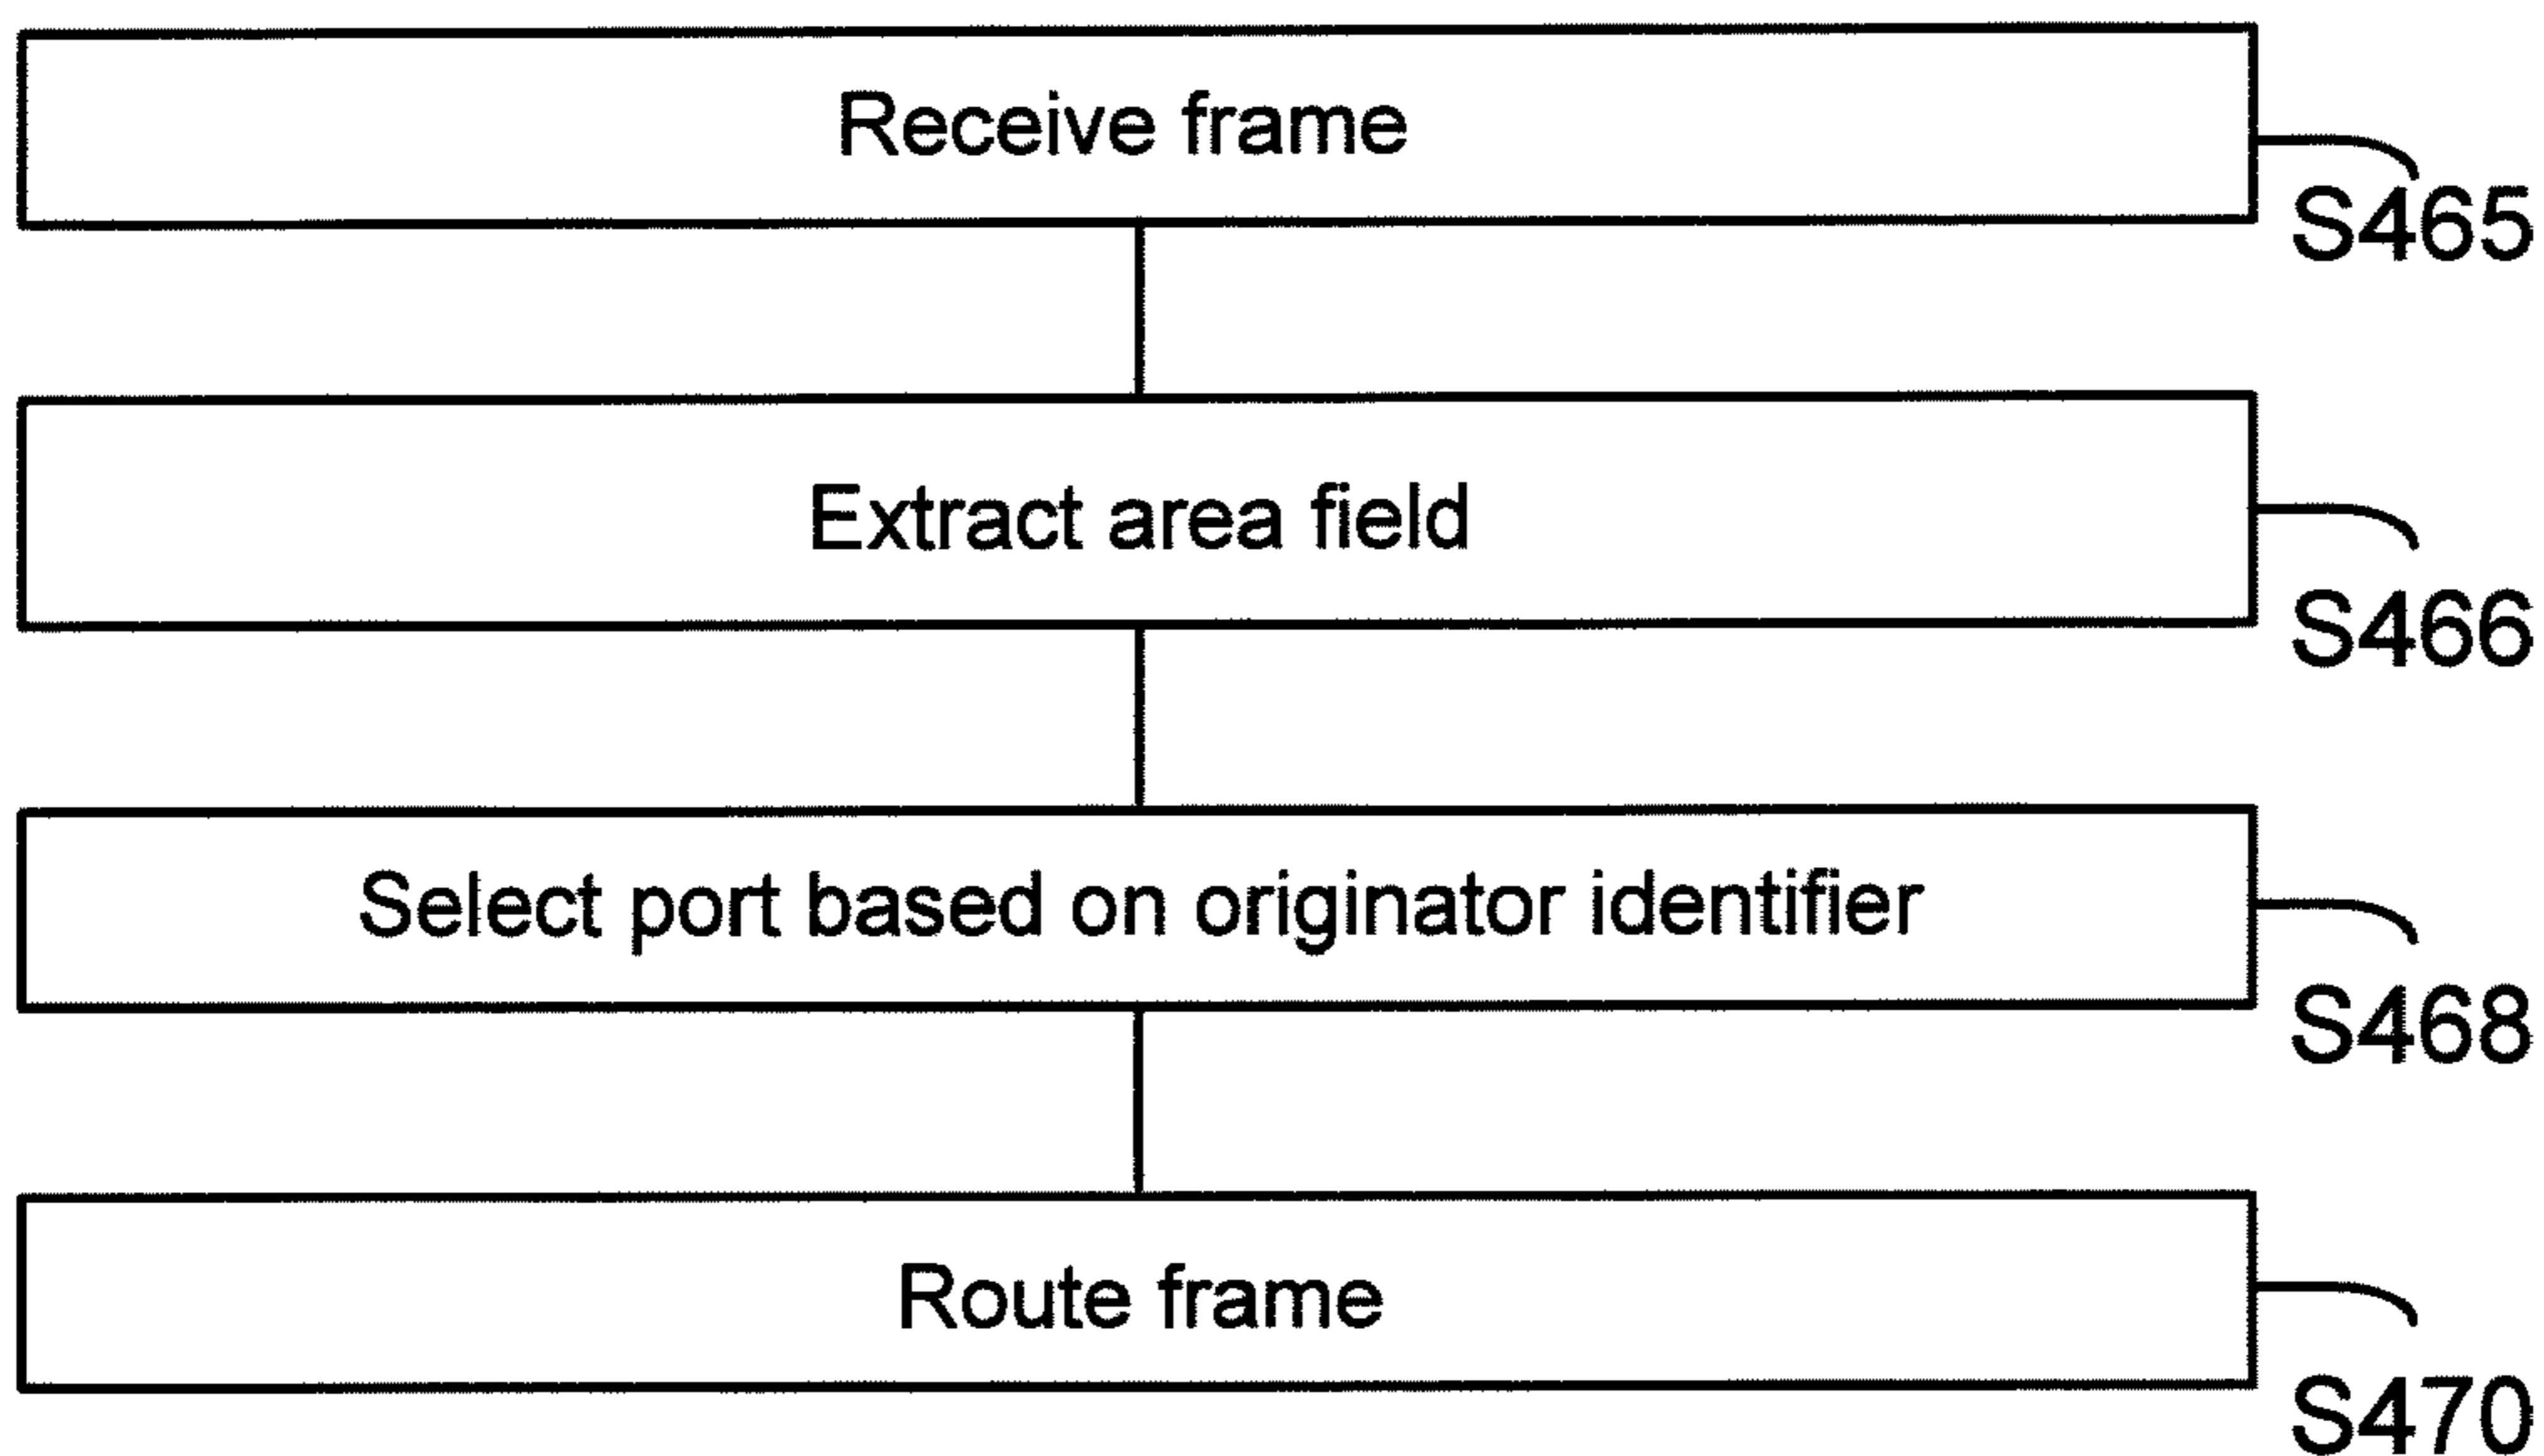 Receive frame
S465
Extract area field
S466
Select port based on originator identifier
S468
Route frame
S470